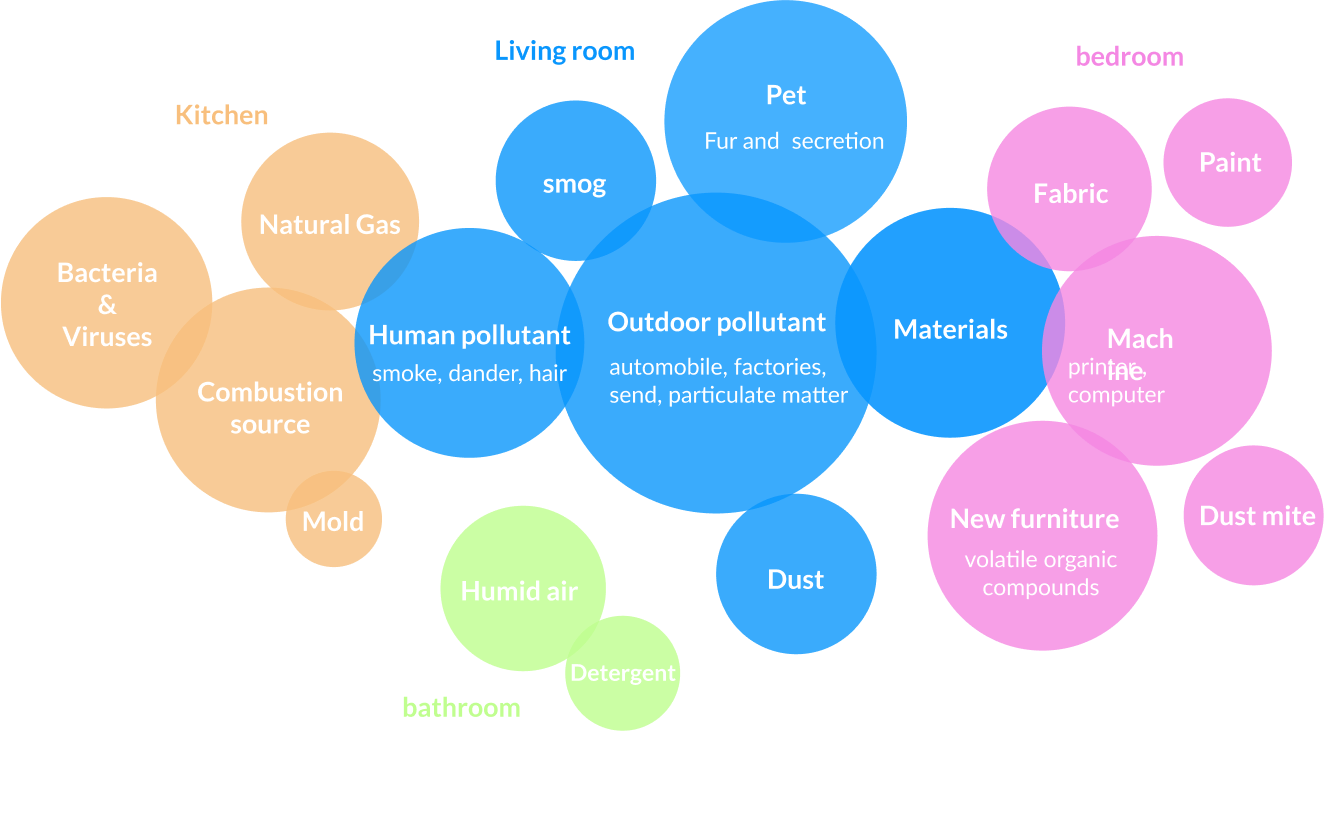 Living room
bedroom
Kitchen
Pet
Fur and  secretion
smog
Fabric
Paint
Natural Gas
Bacteria
&
Viruses
Human pollutant
smoke, dander, hair
Outdoor pollutant
automobile, factories,
send, particulate matter
Materials
Mach
ine
printer,
computer
Combustion
source
Mold
New furniture
volatile organic
compounds
Dust mite
Humid air
Dust
Detergent
bathroom